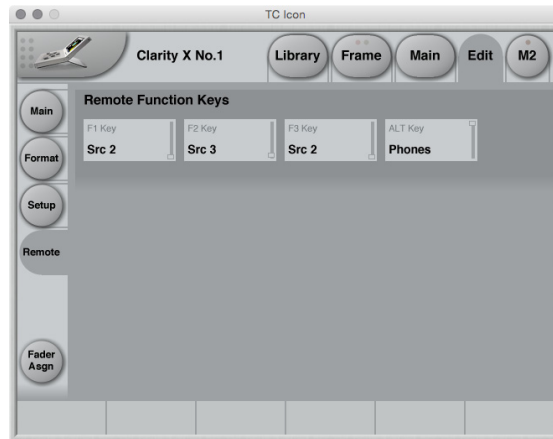 TC Icon
Clarity X No.1
Library
Frame
Main
Edit
M2
Main
Format
Setup
Remote
Fader
Asgn
Remote Function Keys
F1 Key
Src 2
F2 Key
Src 3
F3 Key
Src 2
ALT Key
Phones